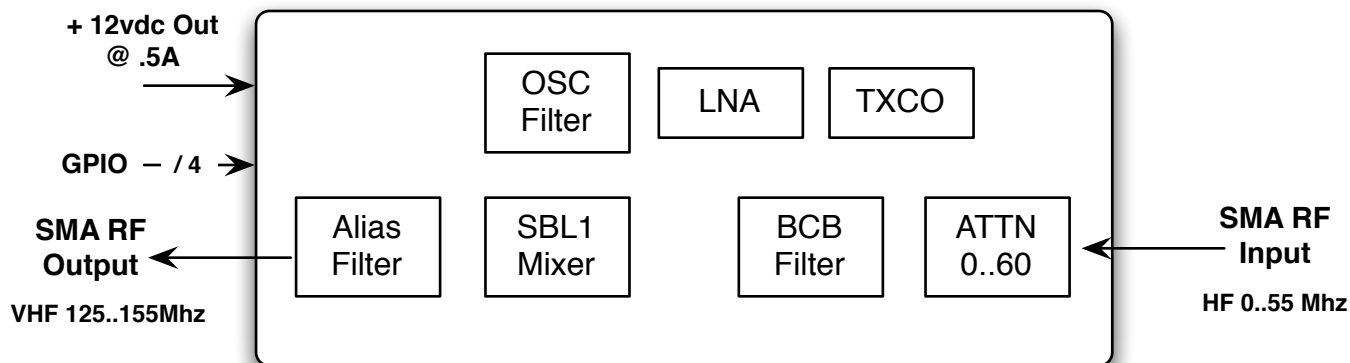 + 12vdc Out
@ .5A
OSC
Filter
LNA
TXCO
GPIO – / 4
SMA RF
Output
Alias
Filter
SBL1
Mixer
BCB
Filter
ATTN
0..60
SMA RF
Input
VHF 125..155Mhz
HF 0..55 Mhz